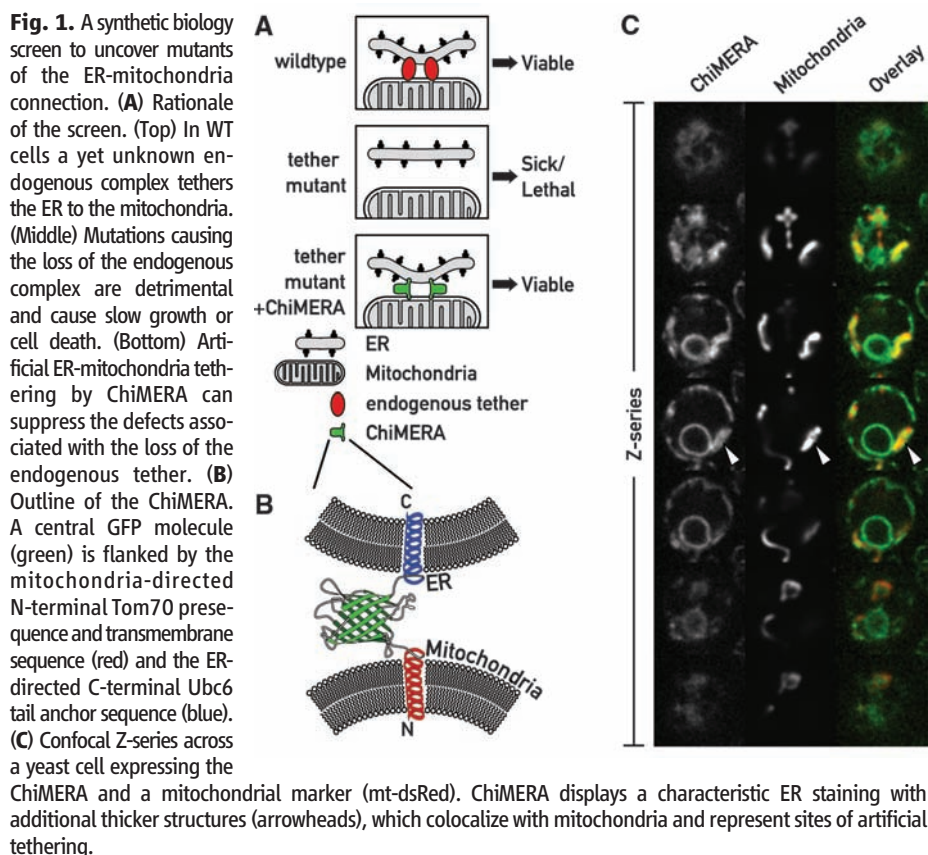 Fig. 1. A synthetic biology
screen to uncover mutants
of the ER-mitochondria
connection. (A) Rationale
of the screen. (Top) In WT
cells a yet unknown en-
dogenous complex tethers
the ER to the mitochondria.
(Middle) Mutations causing
the loss of the endogenous
complex are detrimental
and cause slow growth or
cell death. (Bottom) Arti-
ficial ER-mitochondria teth-
ering by ChiMERA can
suppress the defects asso-
ciated with the loss of the
endogenous tether. (B)
Outline of the ChiMERA.
A central GFP molecule
(green) is flanked by the
mitochondria-directed
N-terminal Tom70 prese-
quence and transmembrane
sequence (red) and the ER-
directed C-terminal Ubc6
tail anchor sequence (blue).
(C) Confocal Z-series across
a yeast cell expressing the
ChiMERA and a mitochondrial marker (mt-dsRed). ChiMERA displays a characteristic ER staining with
additional thicker structures (arrowheads), which colocalize with mitochondria and represent sites of artificial
tethering.
A
wildtype
Viable
tether
mutant
Sick/
Lethal
tether
mutant
+ChiMERA
Viable
ER
Mitochondria
endogenous tether
ChiMERA
B
C
ER
Mitochondria
N
C
ChiMERA
Mitochondria
Overlay
Z-series